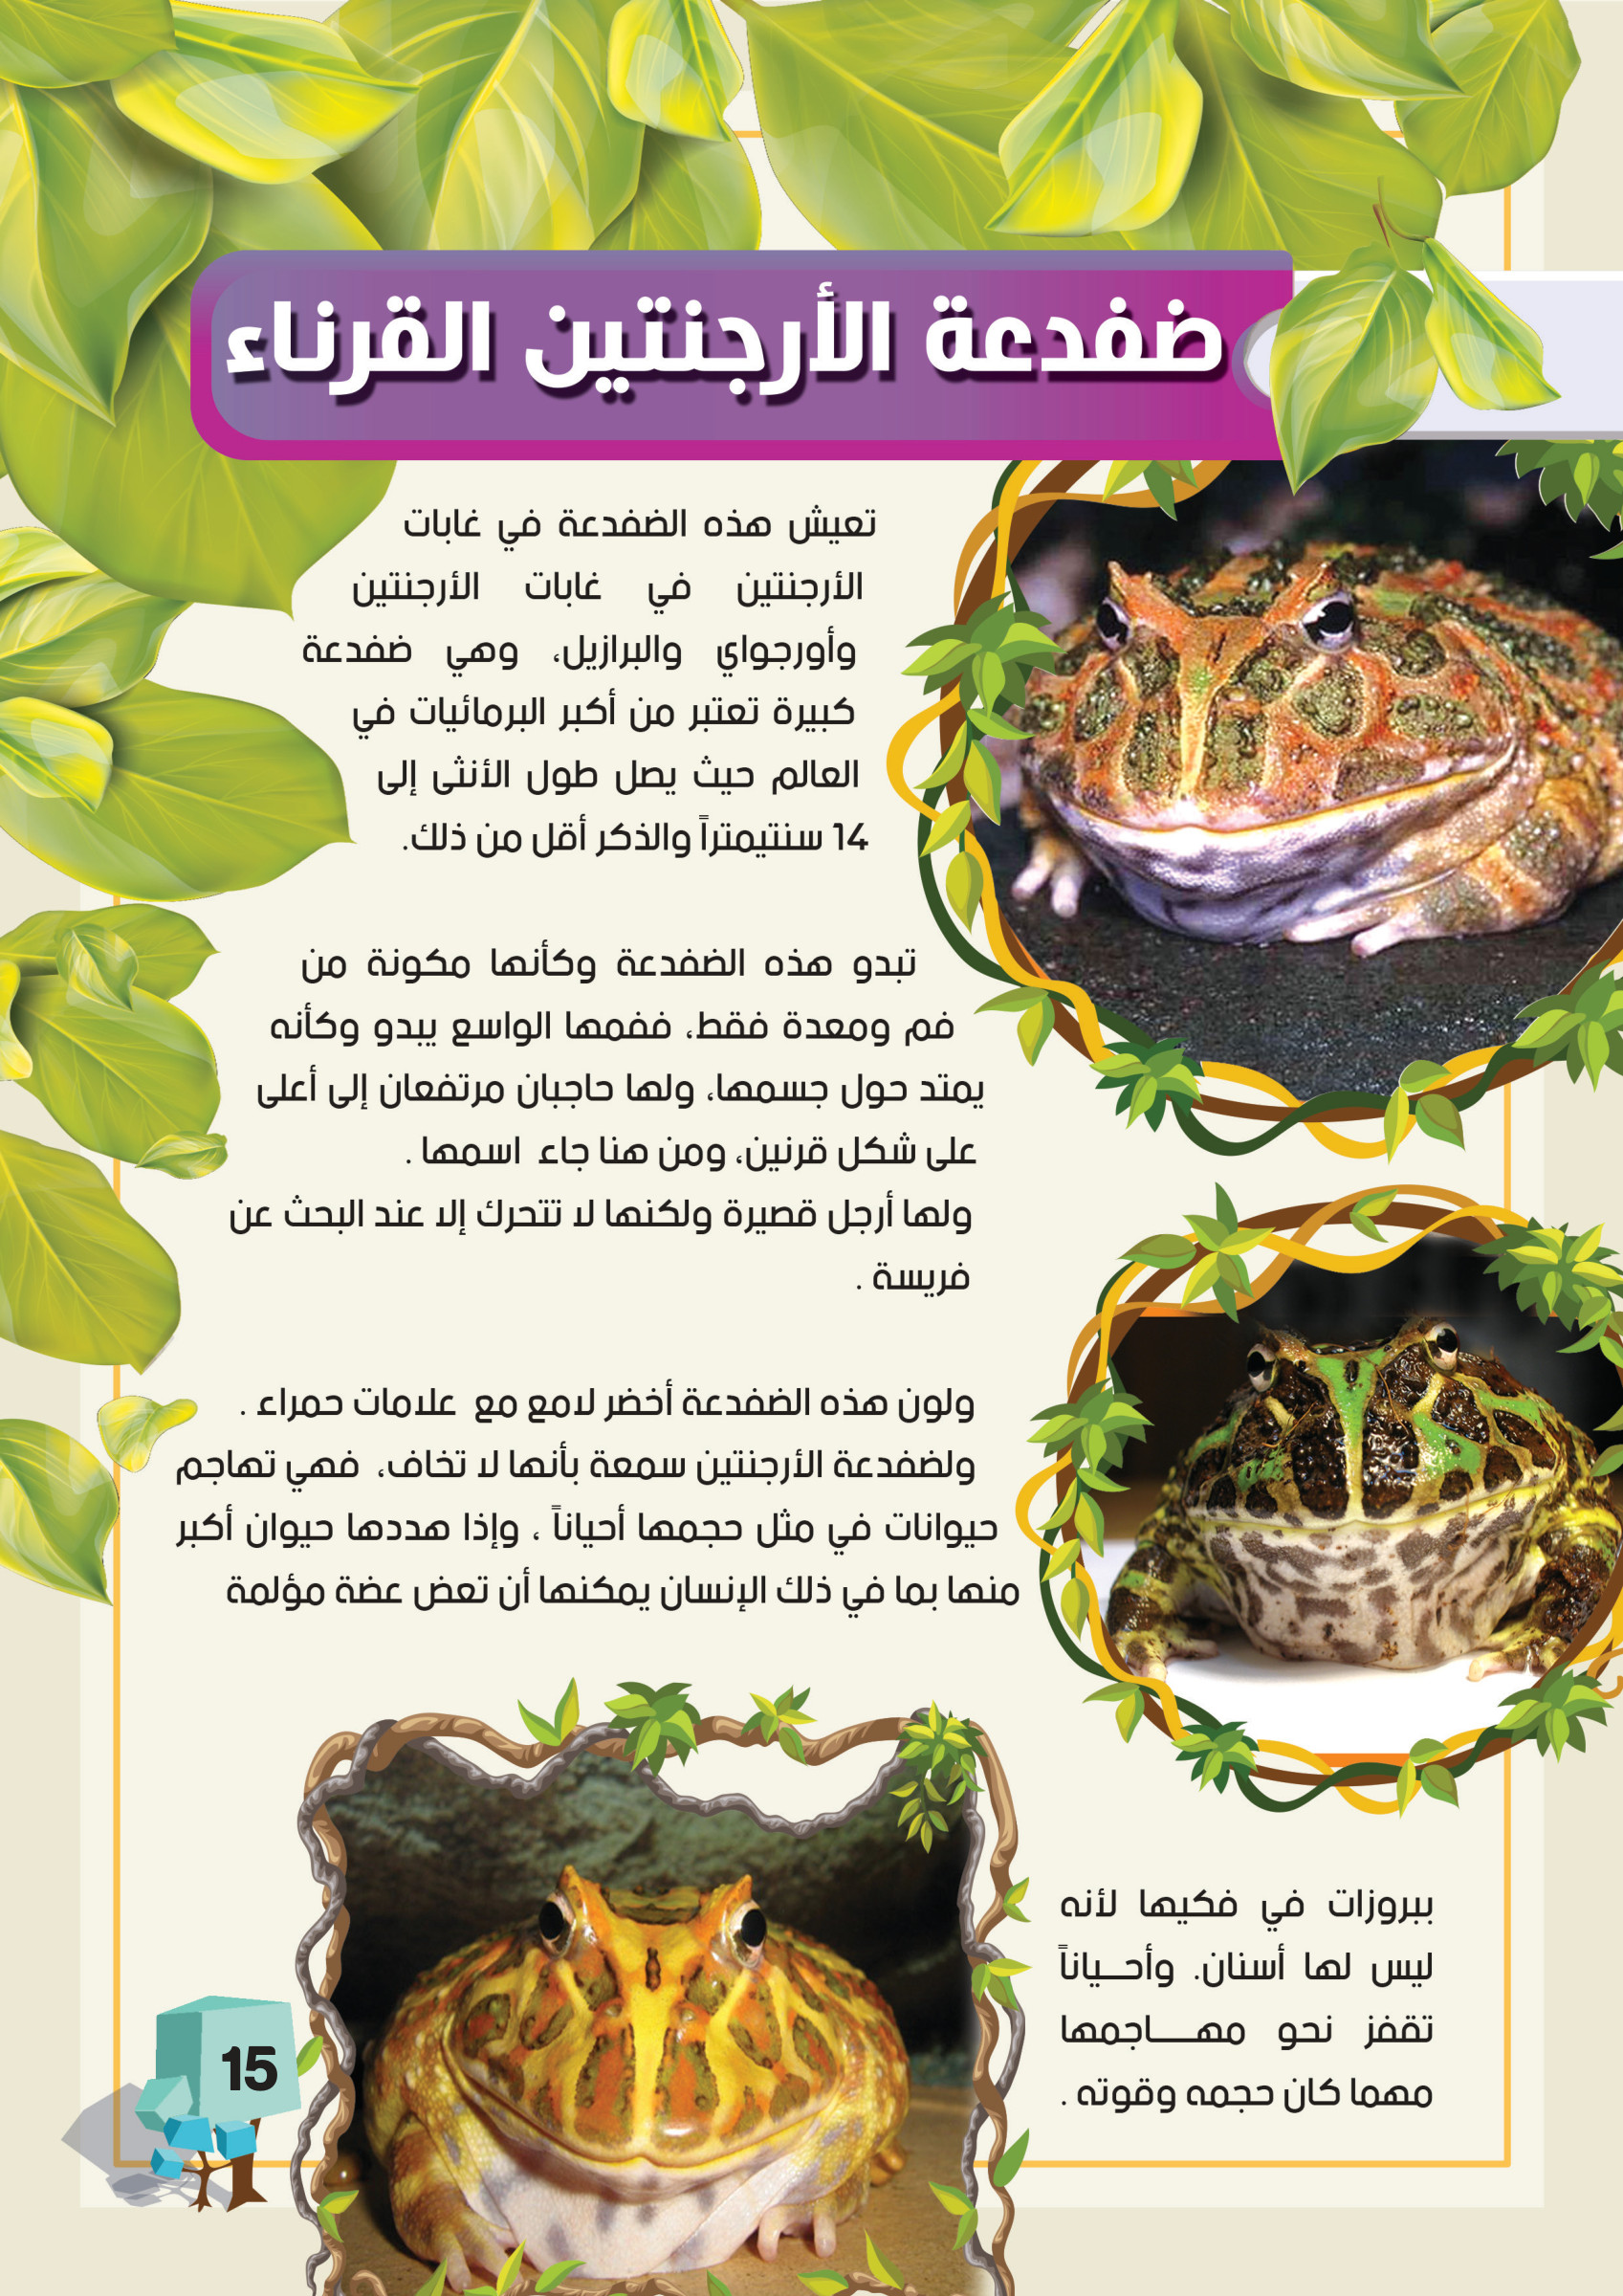 ضفدعة الأرجنتين القرناء
تعيش هذه الضفدعة في غابات
الأرجنتين في غابات الأرجنتين
وأورجواي والبرازيل، وهي ضفدعة
كبيرة تعتبر من أكبر البرمائيات في
العالم حيث يصل طول الأنثى إلى
14 سنتيمتراً والذكر أقل من ذلك.
تبدو هذه الضفدعة وكأنها مكونة من
فم ومعدة فقط، ففمها الواسع يبدو وكأنه
يمتد حول جسمها، ولها حاجبان مرتفعان إلى أعلى
على شكل قرنين، ومن هنا جاء اسمها .
ولها أرجل قصيرة ولكنها لا تتحرك إلا عند البحث عن
فريسة .
ولون هذه الضفدعة أخضر لامع مع علامات حمراء .
ولضفدعة الأرجنتين سمعة بأنها لا تخاف، فهي تهاجم
حيوانات في مثل حجمها أحياناً ، وإذا هددها حيوان أكبر
منها بما في ذلك الإنسان يمكنها أن تعض عضة مؤلمة
ببروزات في فكيها لأنه
ليس لها أسنان. وأحـياناً
تقفز نحو مهـــاجمها
مهما كان حجمه وقوته .
15